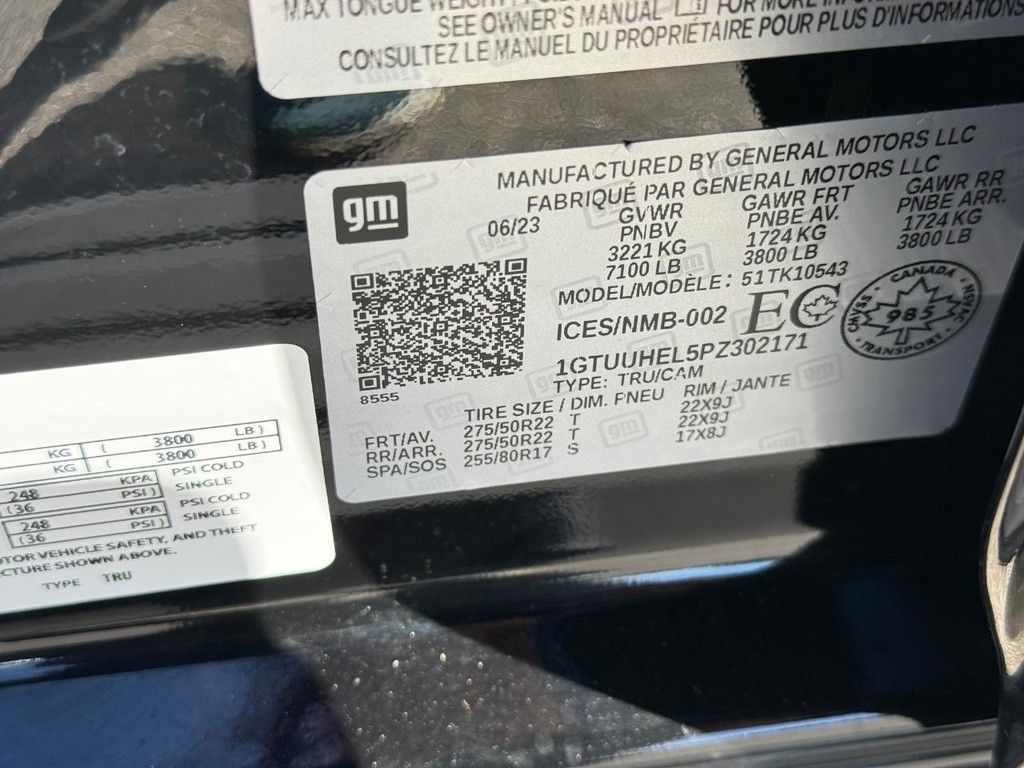 MAX TONGUE WEIGHT
SEE OWNER'S MANUAL FOR MORE
CONSULTEZ LE MANUEL DU PROPRIÉTAIRE POUR PLUS D'INFORMATIONS
gm
MANUFACTURED BY GENERAL MOTORS LLC
FABRIQUÉ PAR GENERAL MOTORS LLC
06/23 GVWR GAWR FRT GAWR RR
PNBV PNBE AV. PNBE ARR.
3221 KG 1724 KG 1724 KG
7100 LB 3800 LB 3800 LB
MODEL/MODÈLE: 51TK10543
ICES/NMB-002 EC
CANADA
985
TRANSPORT
1GTUUHEL5PZ302171
TYPE: TRU/CAM
8555
TIRE SIZE / DIM. PNEU RIM / JANTE
FRT/AV. 275/50R22 T 22X9J
RR/ARR. 275/50R22 T 22X9J
SPA/SOS 255/80R17 S 17X8J
KG ( 3800 LB )
KG ( 3800 LB )
248 KPA PSI COLD
(36 PSI ) SINGLE
248 KPA PSI COLD
(36 PSI ) SINGLE
VEHICLE SAFETY, AND THEFT
SHOWN ABOVE.
TYPE TRU